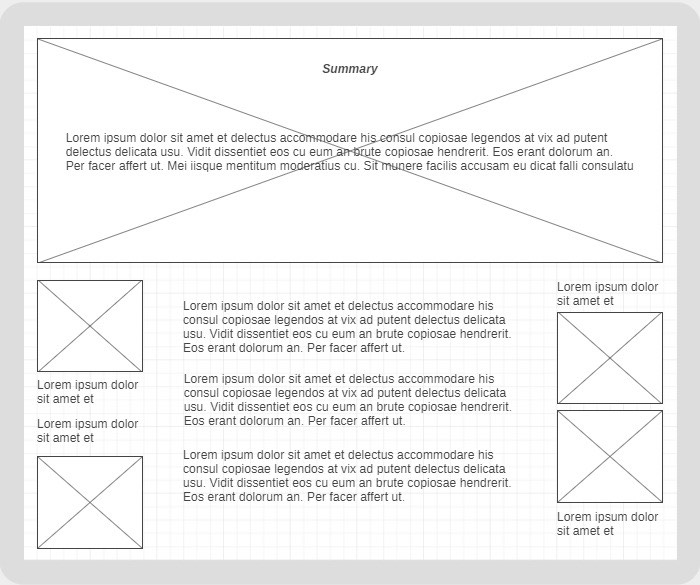 Summary
Lorem ipsum dolor sit amet et delectus accommodare his consul copiosae legendos at vix ad putent
delectus delicata usu. Vidit dissentiet eos cu eum an brute copiosae hendrerit. Eos erant dolorum an.
Per facer affert ut. Mei iisque mentitum moderatius cu. Sit munere facilis accusam eu dicat falli consulatu
Lorem ipsum dolor
sit amet et
Lorem ipsum dolor
sit amet et
Lorem ipsum dolor sit amet et delectus accommodare his
consul copiosae legendos at vix ad putent delectus delicata
usu. Vidit dissentiet eos cu eum an brute copiosae hendrerit.
Eos erant dolorum an. Per facer affert ut.
Lorem ipsum dolor sit amet et delectus accommodare his
consul copiosae legendos at vix ad putent delectus delicata
usu. Vidit dissentiet eos cu eum an brute copiosae hendrerit.
Eos erant dolorum an. Per facer affert ut.
Lorem ipsum dolor sit amet et delectus accommodare his
consul copiosae legendos at vix ad putent delectus delicata
usu. Vidit dissentiet eos cu eum an brute copiosae hendrerit.
Eos erant dolorum an. Per facer affert ut.
Lorem ipsum dolor
sit amet et
Lorem ipsum dolor
sit amet et